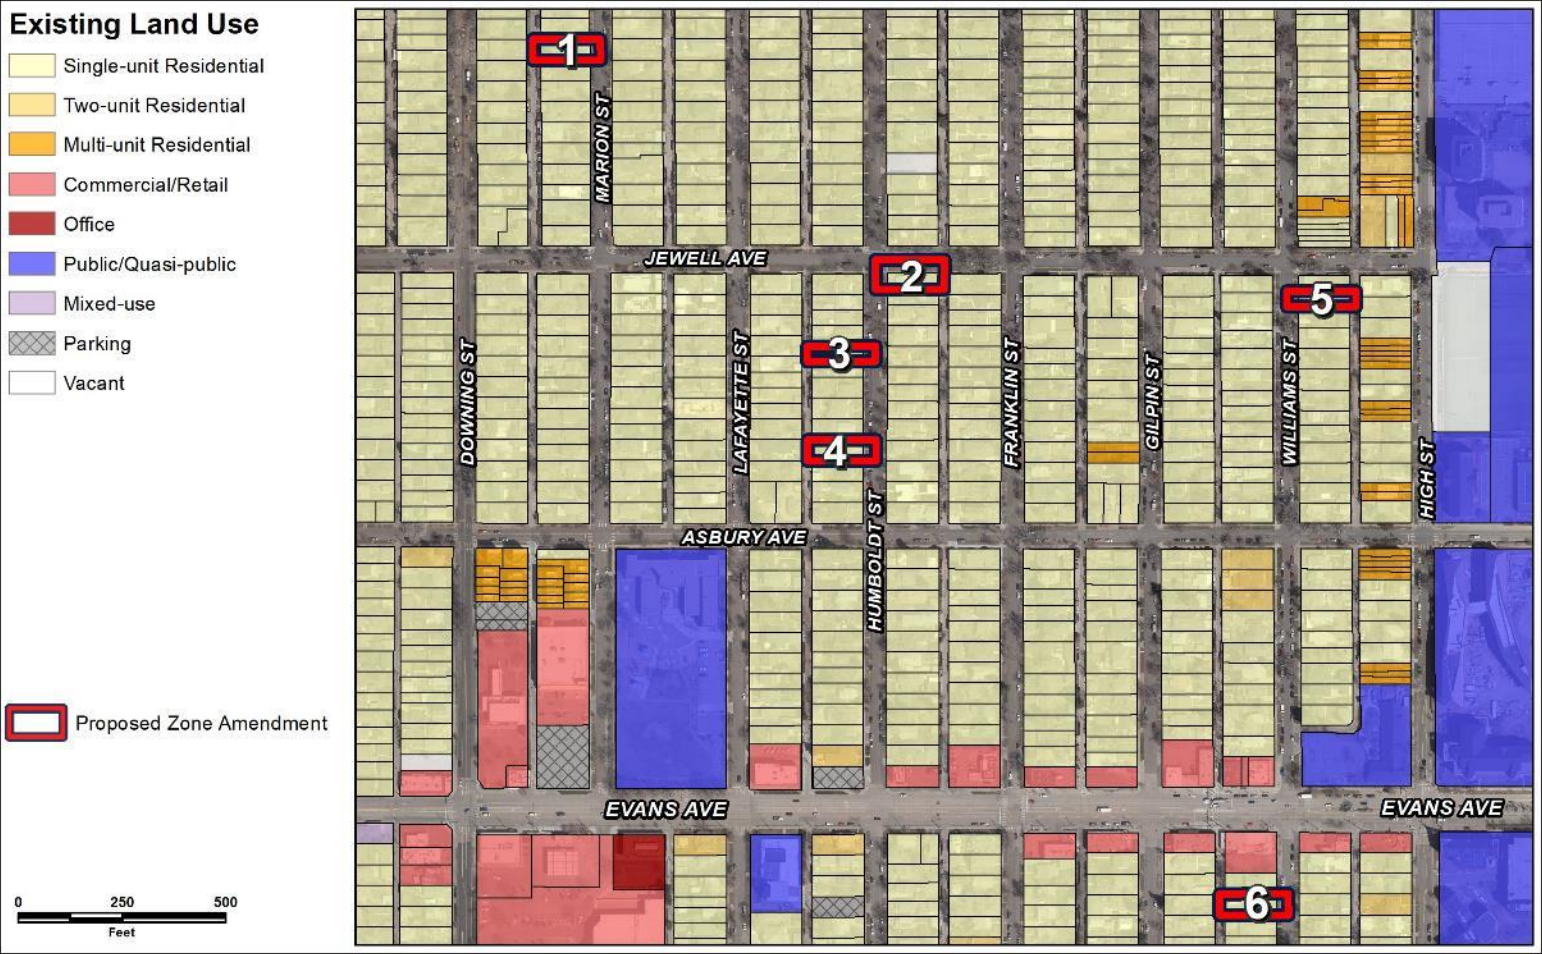 Existing Land Use
Single-unit Residential
Two-unit Residential
Multi-unit Residential
Commercial/Retail
Office
Public/Quasi-public
Mixed-use
Parking
Vacant
Proposed Zone Amendment
0 250 500
Feet
1
MARION ST
JEWELL AVE
2
5
3
DOWNING ST
LAFAYETTE ST
FRANKLIN ST
GILPIN ST
WILLIAMS ST
4
HIGH ST
HUMBOLDT ST
ASBURY AVE
EVANS AVE
EVANS AVE
6